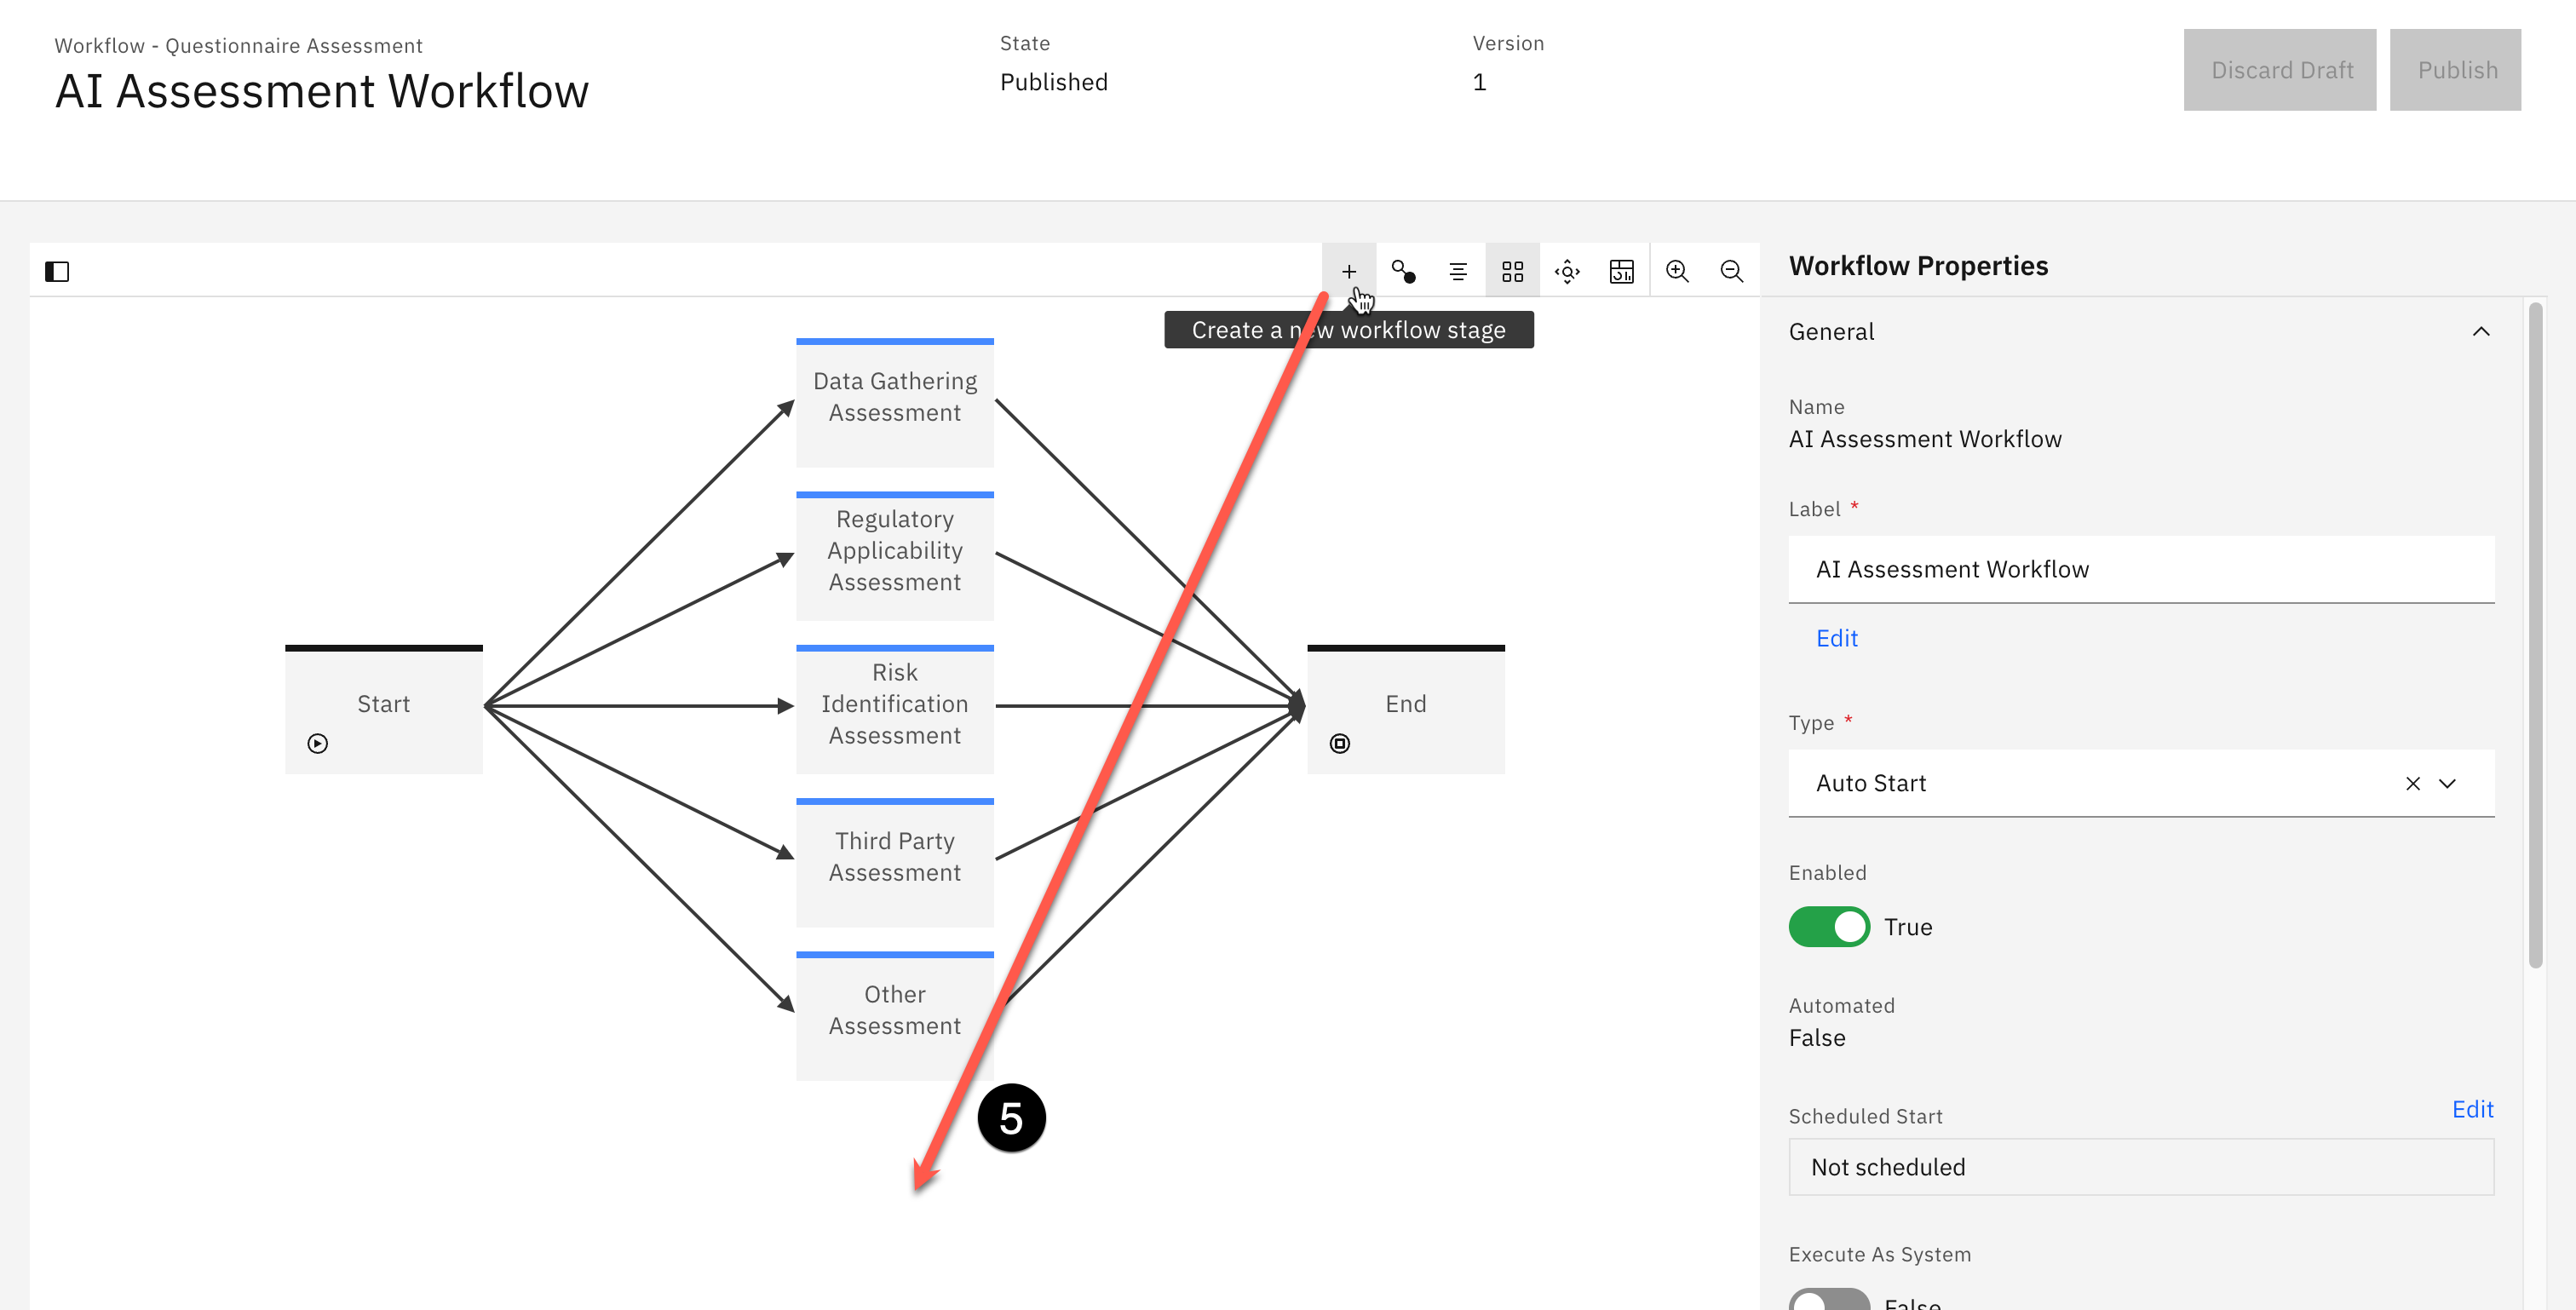 Workflow - Questionnaire Assessment
AI Assessment Workflow
State
Published
Version
1
Discard Draft
Publish
Create a new workflow stage
Data Gathering
Assessment
Regulatory
Applicability
Assessment
Risk
Identification
Assessment
Third Party
Assessment
Other
Assessment
Start
End
5
Workflow Properties
General
Name
AI Assessment Workflow
Label *
AI Assessment Workflow
Edit
Type *
Auto Start
Enabled
True
Automated
False
Scheduled Start
Edit
Not scheduled
Execute As System
False